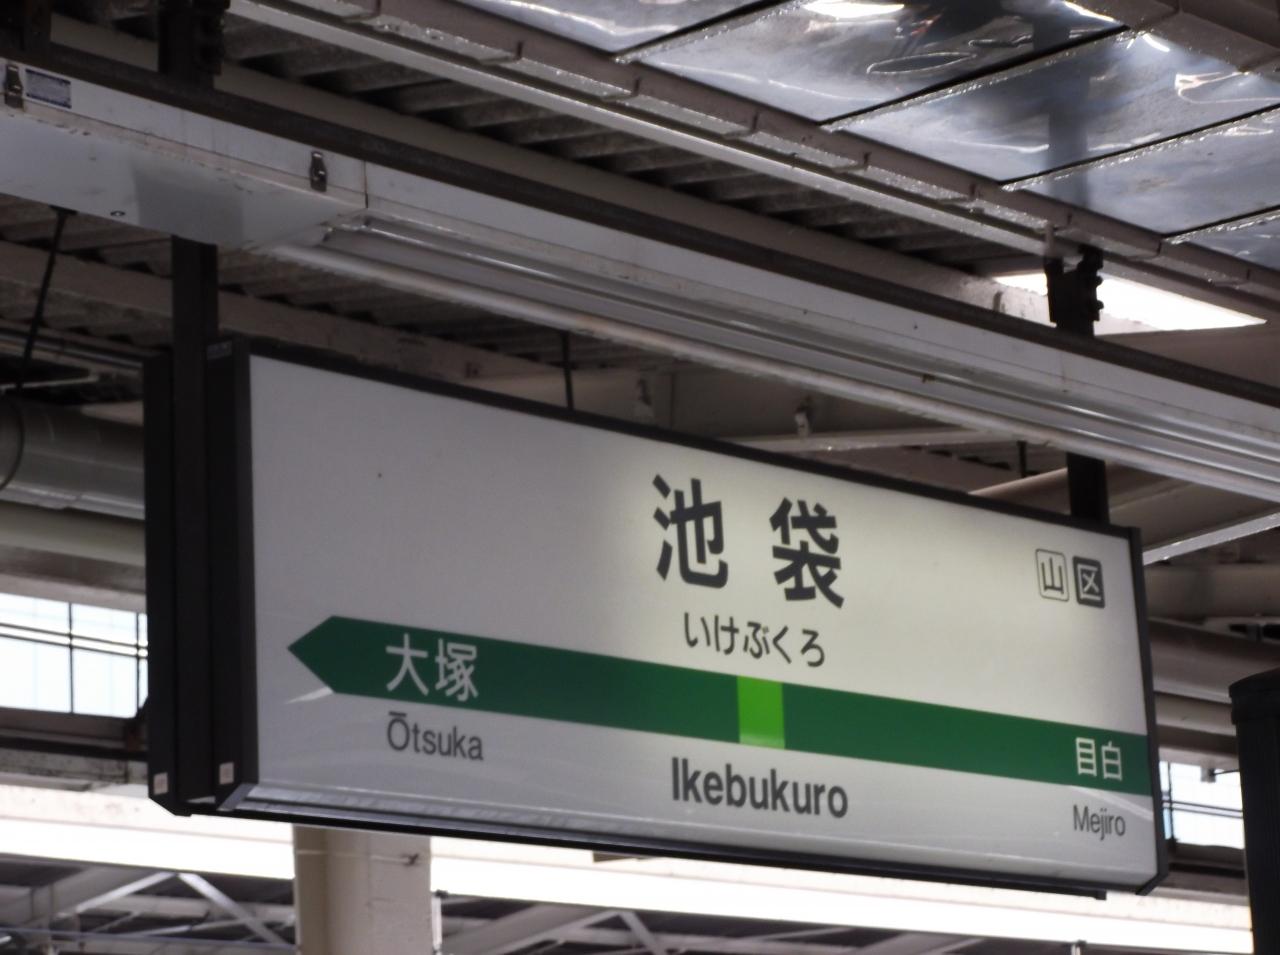 池袋
山区
いけぶくろ
大塚
目白
Ōtsuka
Ikebukuro
Mejiro